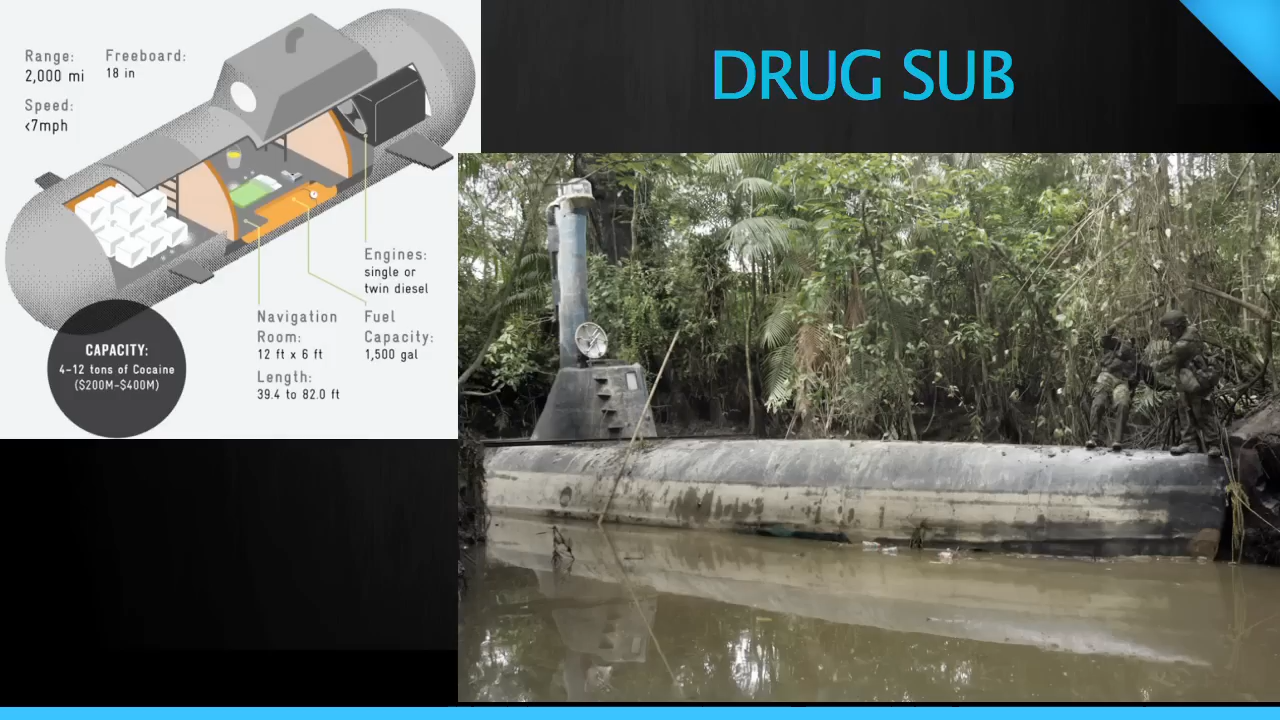 DRUG SUB
Range:
2,000 mi
Freeboard:
18 in
Speed:
<7mph
Engines:
single or
twin diesel
Navigation
Room:
12 ft x 6 ft
Fuel
Capacity:
1,500 gal
Length:
39.4 to 82.0 ft
CAPACITY:
4-12 tons of Cocaine
($200M-$400M)